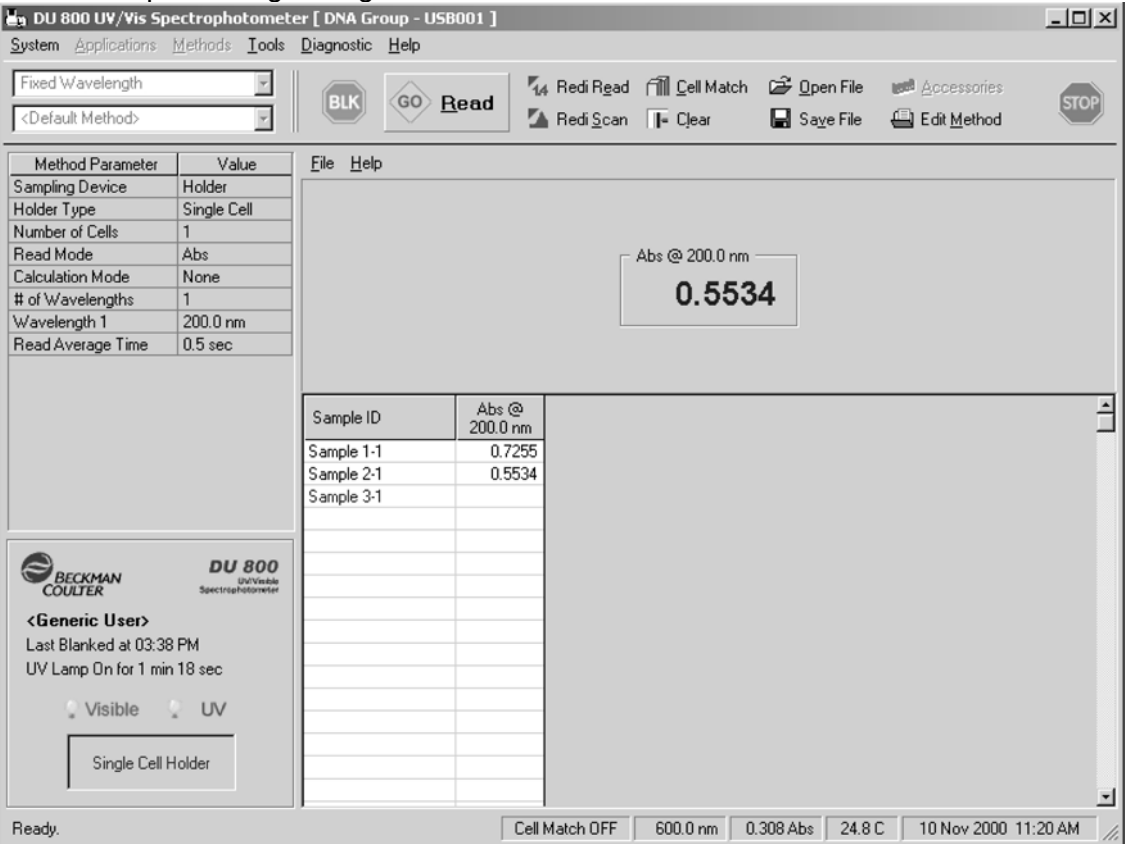 DU 800 UV/Vis Spectrophotometer [ DNA Group - USB001 ]
System Applications Methods Tools Diagnostic Help
Fixed Wavelength
<Default Method>
BLK
GO Read
Redi Read
Redi Scan
Cell Match
Clear
Open File
Save File
Accessories
Edit Method
STOP
Method Parameter Value
Sampling Device Holder
Holder Type Single Cell
Number of Cells 1
Read Mode Abs
Calculation Mode None
# of Wavelengths 1
Wavelength 1 200.0 nm
Read Average Time 0.5 sec
File Help
Abs @ 200.0 nm
0.5534
Sample ID Abs @
200.0 nm
Sample 1-1 0.7255
Sample 2-1 0.5534
Sample 3-1
BECKMAN
COULTER
DU 800
UV/Visible
Spectrophotometer
<Generic User>
Last Blanked at 03:38 PM
UV Lamp On for 1 min 18 sec
Visible UV
Single Cell Holder
Ready. Cell Match OFF 600.0 nm 0.308 Abs 24.8 C 10 Nov 2000 11:20 AM